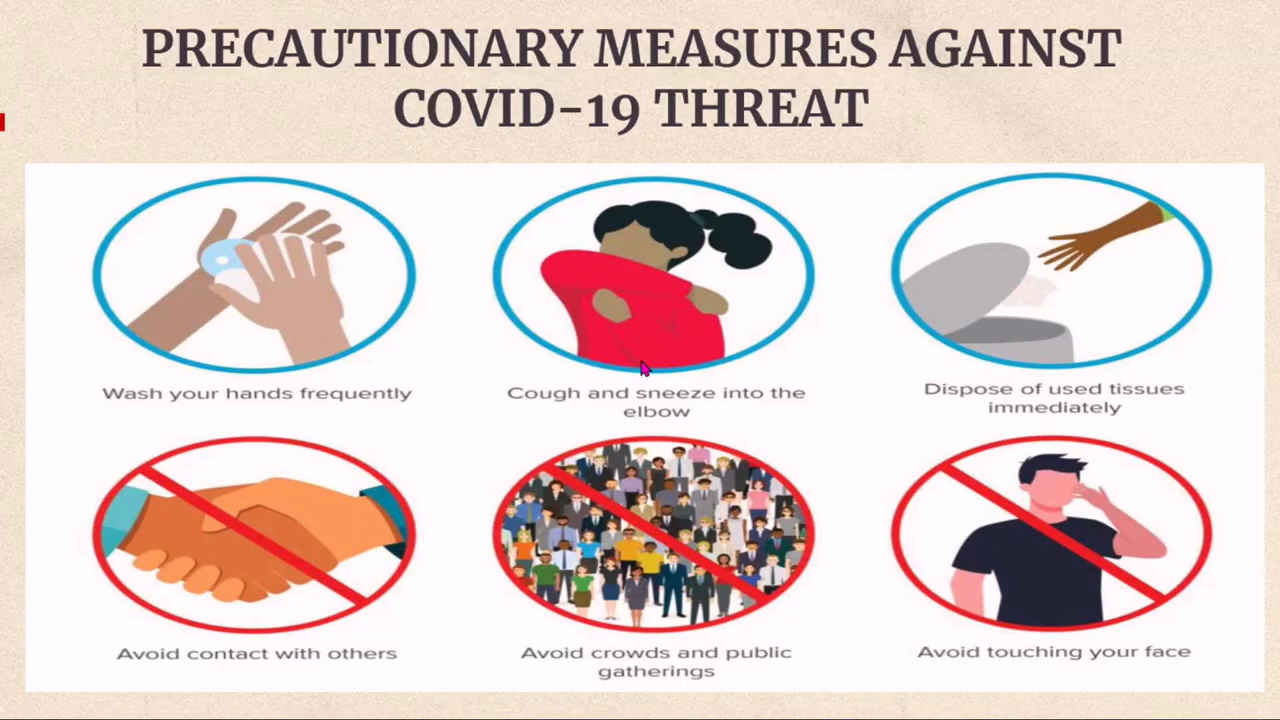 PRECAUTIONARY MEASURES AGAINST
COVID-19 THREAT
Wash your hands frequently
Cough and sneeze into the
elbow
Dispose of used tissues
immediately
Avoid contact with others
Avoid crowds and public
gatherings
Avoid touching your face